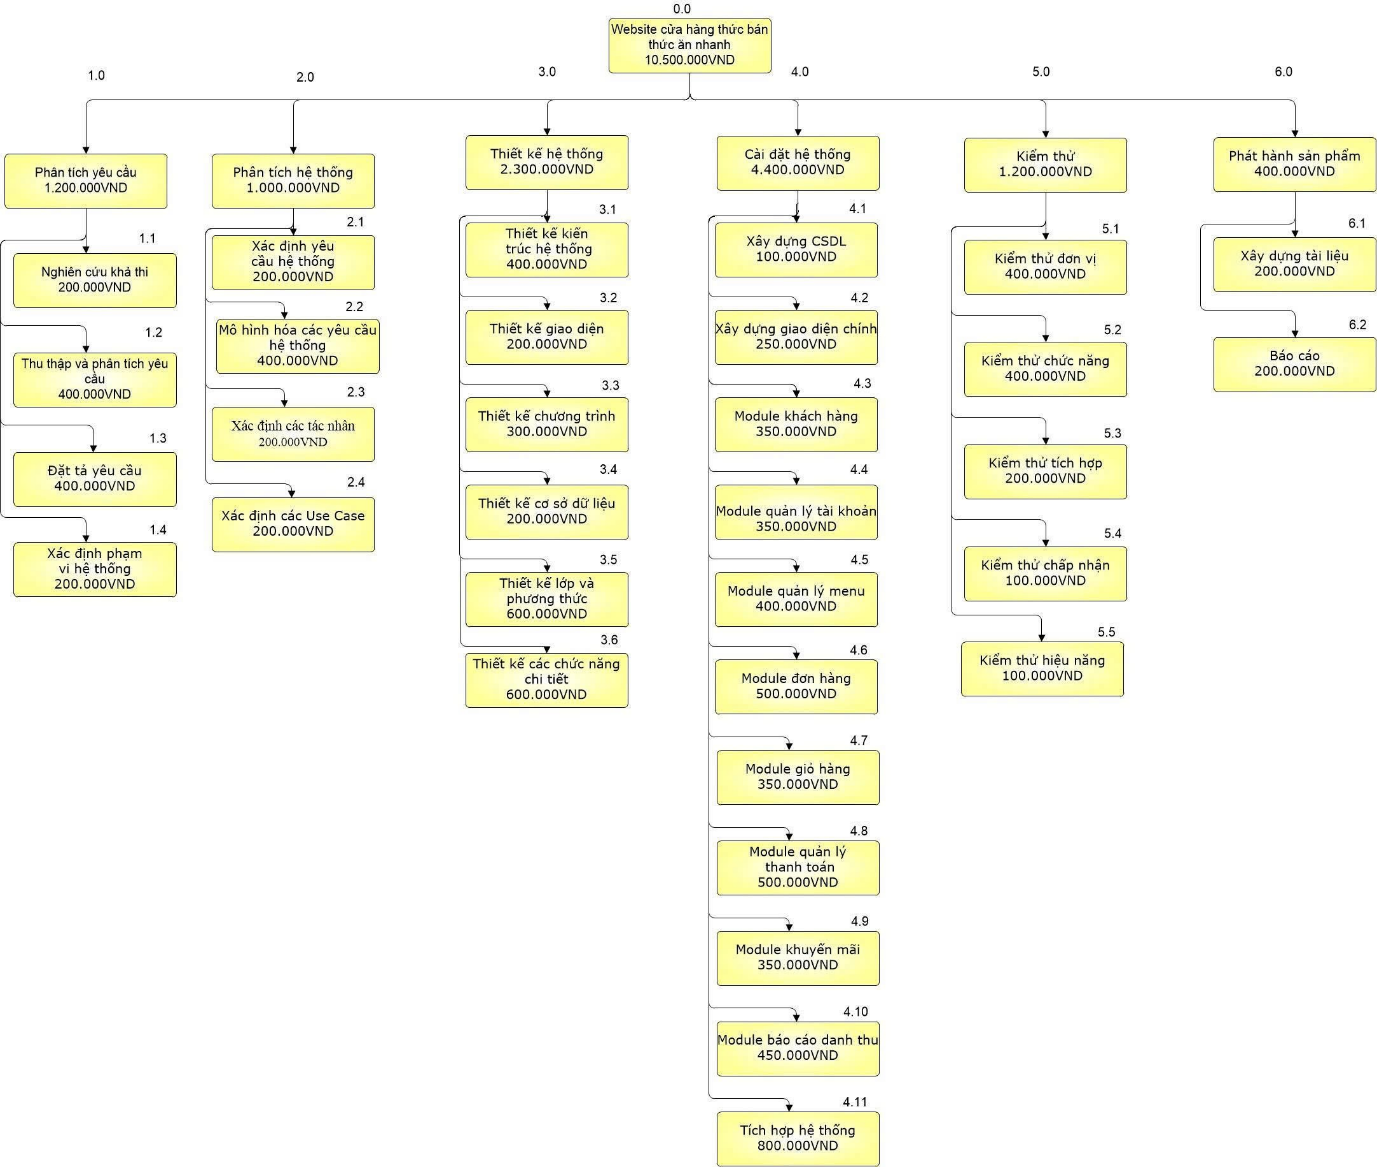 0.0
Website cửa hàng thức bán
thức ăn nhanh
10.500.000VND
1.0
Phân tích yêu cầu
1.200.000VND
1.1
Nghiên cứu khả thi
200.000VND
1.2
Thu thập và phân tích yêu
cầu
400.000VND
1.3
Đặt tả yêu cầu
400.000VND
1.4
Xác định phạm
vi hệ thống
200.000VND
2.0
Phân tích hệ thống
1.000.000VND
2.1
Xác định yêu
cầu hệ thống
200.000VND
2.2
Mô hình hóa các yêu cầu
hệ thống
400.000VND
2.3
Xác định các tác nhân
200.000VND
2.4
Xác định các Use Case
200.000VND
3.0
Thiết kế hệ thống
2.300.000VND
3.1
Thiết kế kiến
trúc hệ thống
400.000VND
3.2
Thiết kế giao diện
200.000VND
3.3
Thiết kế chương trình
300.000VND
3.4
Thiết kế cơ sở dữ liệu
200.000VND
3.5
Thiết kế lớp và
phương thức
600.000VND
3.6
Thiết kế các chức năng
chi tiết
600.000VND
4.0
Cài đặt hệ thống
4.400.000VND
4.1
Xây dựng CSDL
100.000VND
4.2
Xây dựng giao diện chính
250.000VND
4.3
Module khách hàng
350.000VND
4.4
Module quản lý tài khoản
350.000VND
4.5
Module quản lý menu
400.000VND
4.6
Module đơn hàng
500.000VND
4.7
Module giỏ hàng
350.000VND
4.8
Module quản lý
thanh toán
500.000VND
4.9
Module khuyến mãi
350.000VND
4.10
Module báo cáo danh thu
450.000VND
4.11
Tích hợp hệ thống
800.000VND
5.0
Kiểm thử
1.200.000VND
5.1
Kiểm thử đơn vị
400.000VND
5.2
Kiểm thử chức năng
400.000VND
5.3
Kiểm thử tích hợp
200.000VND
5.4
Kiểm thử chấp nhận
100.000VND
5.5
Kiểm thử hiệu năng
100.000VND
6.0
Phát hành sản phẩm
400.000VND
6.1
Xây dựng tài liệu
200.000VND
6.2
Báo cáo
200.000VND